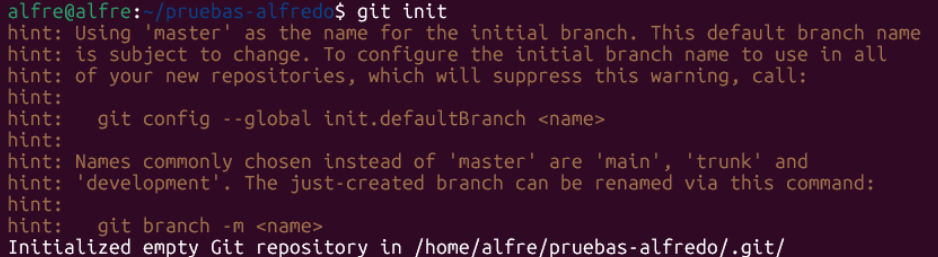 alfre@alfre:~/pruebas-alfredo$ git init
hint: Using 'master' as the name for the initial branch. This default branch name
hint: is subject to change. To configure the initial branch name to use in all
hint: of your new repositories, which will suppress this warning, call:
hint:
hint:   git config --global init.defaultBranch <name>
hint:
hint: Names commonly chosen instead of 'master' are 'main', 'trunk' and
hint: 'development'. The just-created branch can be renamed via this command:
hint:
hint:   git branch -m <name>
Initialized empty Git repository in /home/alfre/pruebas-alfredo/.git/